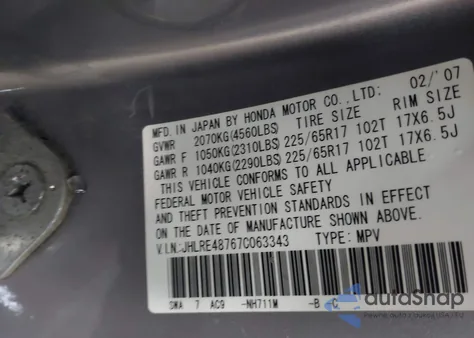 MFD. IN JAPAN BY HONDA MOTOR CO.,LTD; 02/'07
GVWR 2070KG(4560LBS) TIRE SIZE RIM SIZE
GAWR F 1050KG(2310LBS) 225/65R17 102T 17X6.5J
GAWR R 1040KG(2290LBS) 225/65R17 102T 17X6.5J
THIS VEHICLE CONFORMS TO ALL APPLICABLE
FEDERAL MOTOR VEHICLE SAFETY
AND THEFT PREVENTION STANDARDS IN EFFECT
ON THE DATE OF MANUFACTURE SHOWN ABOVE.
V.I.N:JHLRE48767C063343 TYPE: MPV
SWA 7 AC9 -NH711M -B
autoShap